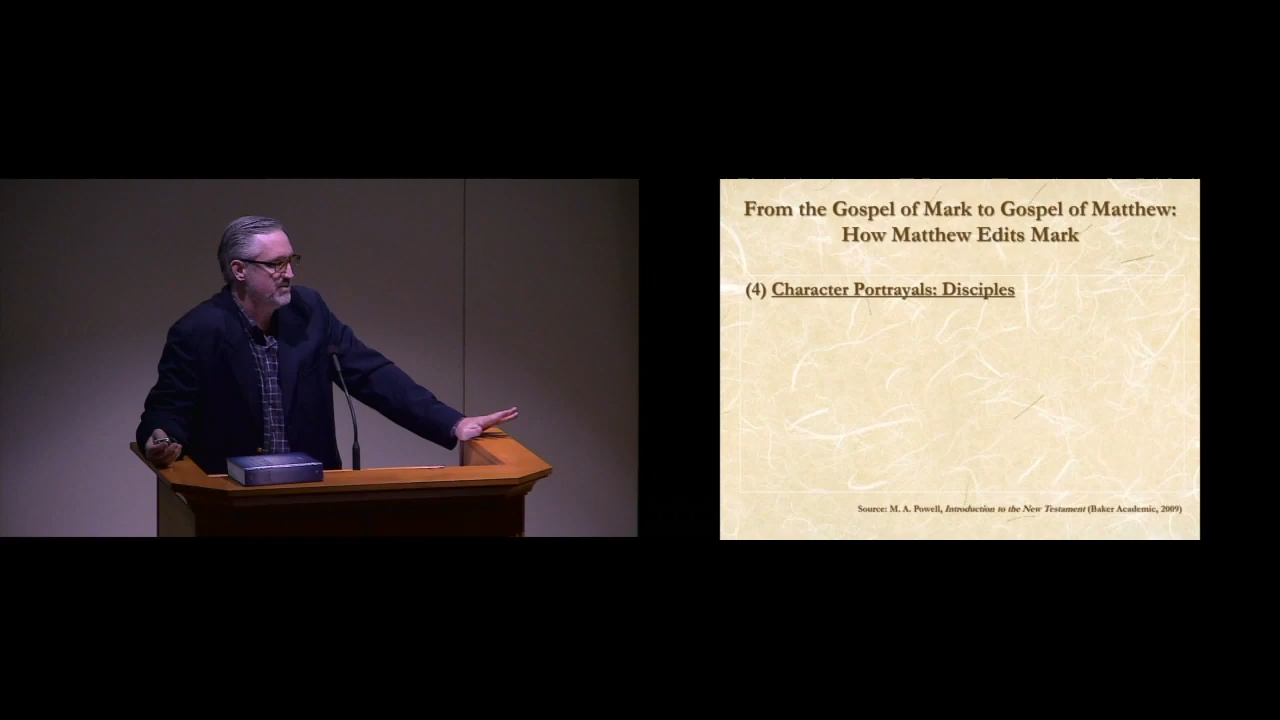 From the Gospel of Mark to Gospel of Matthew:
How Matthew Edits Mark
(4) Character Portrayals: Disciples
Source: M. A. Powell, Introduction to the New Testament (Baker Academic, 2009)